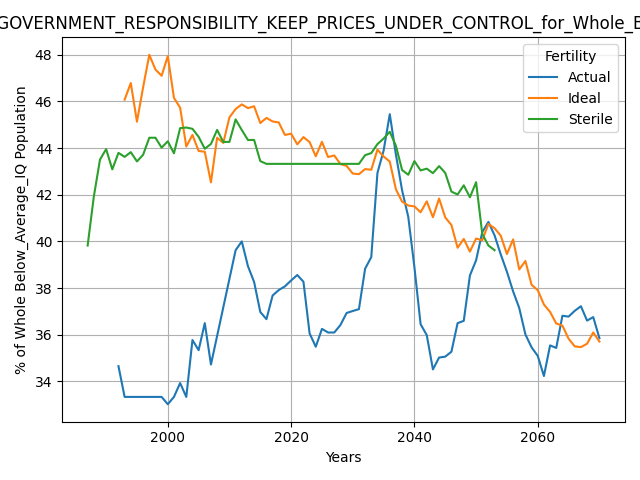 GOVERNMENT_RESPONSIBILITY_KEEP_PRICES_UNDER_CONTROL_for_Whole_B
Fertility
Actual
Ideal
Sterile
% of Whole Below_Average_IQ Population
48
46
44
42
40
38
36
34
2000 2020 2040 2060
Years